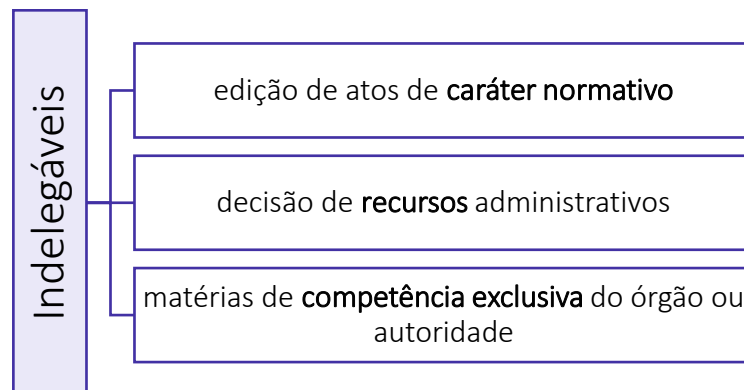 Indelegáveis
edição de atos de caráter normativo
decisão de recursos administrativos
matérias de competência exclusiva do órgão ou
autoridade